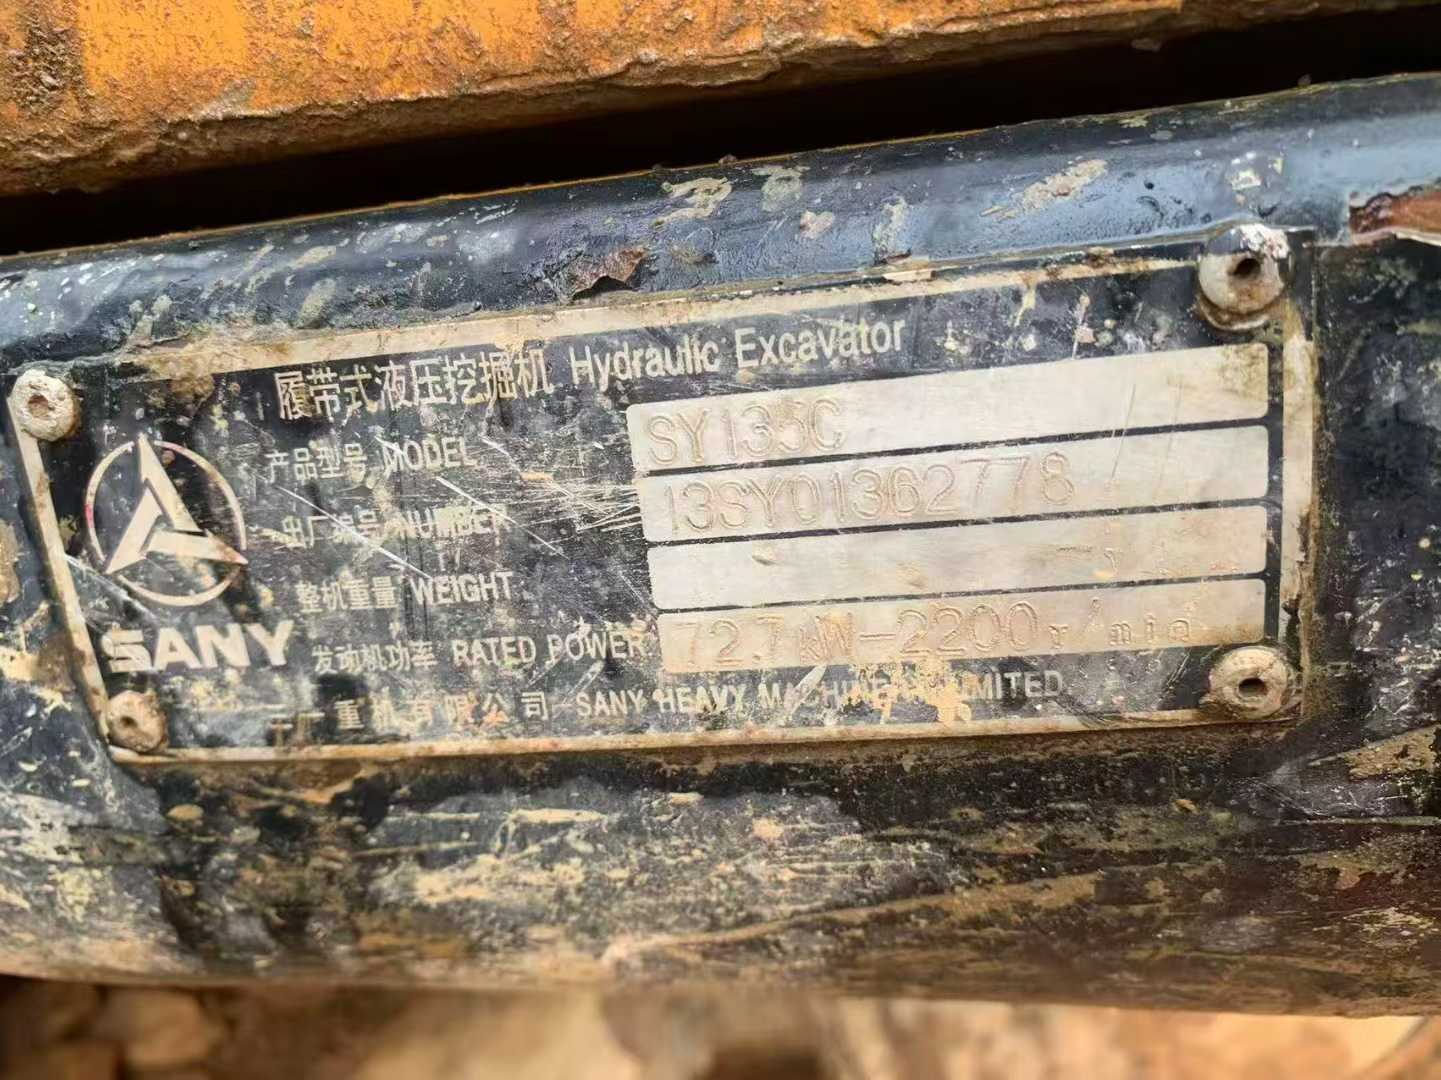 履带式液压挖掘机 Hydraulic Excavator
产品型号 MODEL SY135C
出厂编号 NUMBER 13SY01362778
整机重量 WEIGHT
发动机功率 RATED POWER 72.7kW-2200r/min
SANY
重机有限公司 SANY HEAVY MACHINERY LIMITED